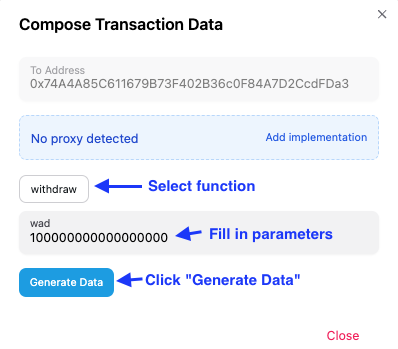 Compose Transaction Data
To Address
0x74A4A85C611679B73F402B36c0F84A7D2CcdFDa3
No proxy detected Add implementation
withdraw Select function
wad
100000000000000000 Fill in parameters
Generate Data Click "Generate Data"
Close